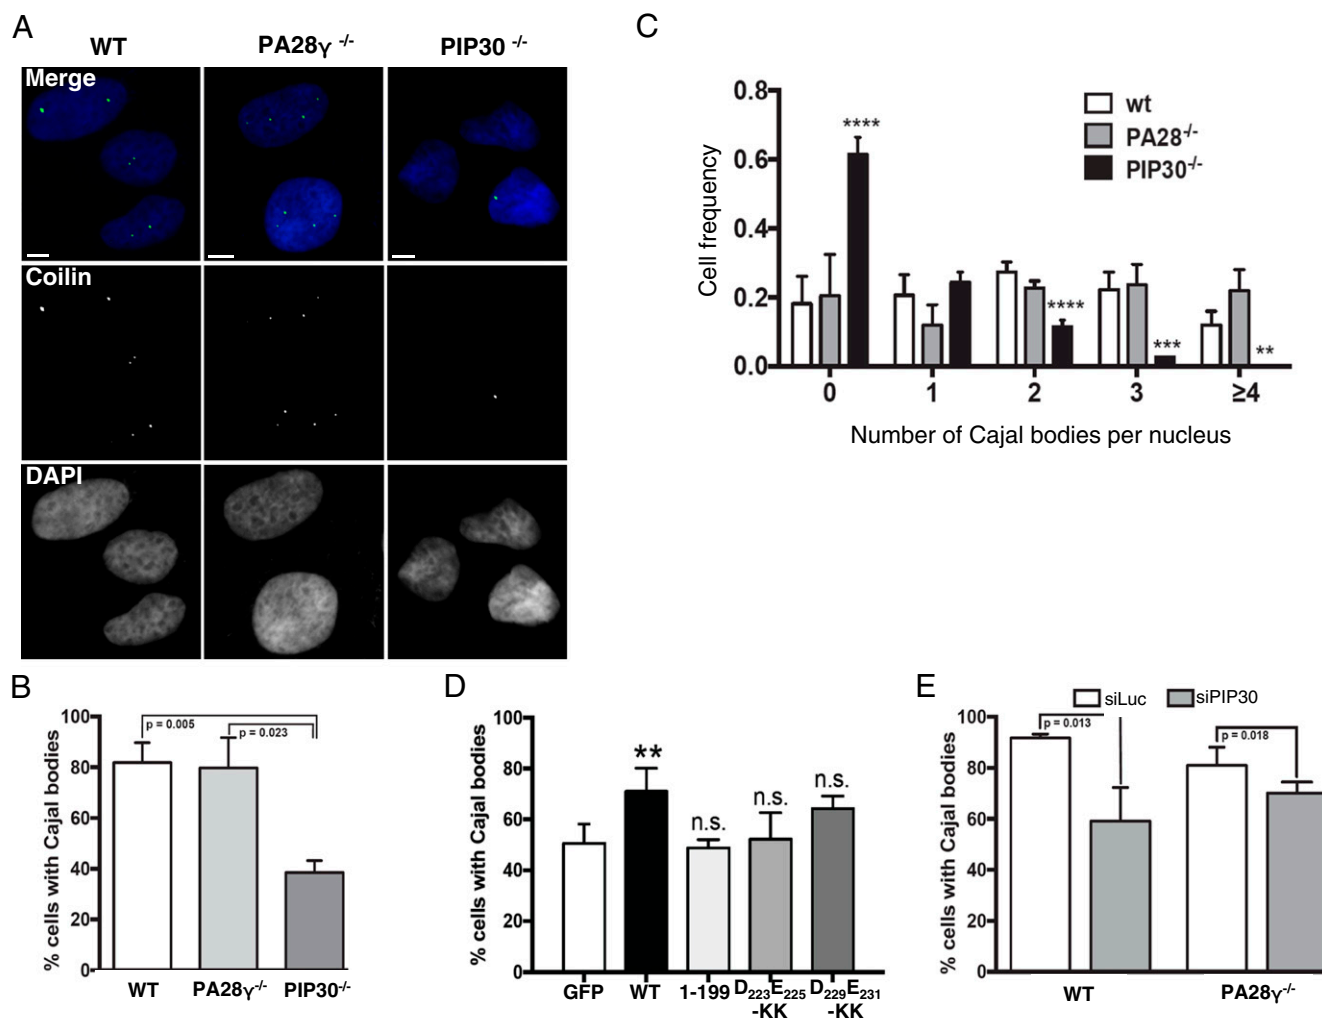 A
WT PA28γ -/- PIP30 -/-
Merge
Coilin
DAPI
C
0.8
0.6
0.4
0.2
0.0
Cell frequency
wt
PA28-/-
PIP30-/-
****
****
***
**
0 1 2 3 ≥4
Number of Cajal bodies per nucleus
B
100
80
60
40
20
0
% cells with Cajal bodies
p = 0.005
p = 0.023
WT PA28γ-/- PIP30-/-
D
100
80
60
40
20
0
% cells with Cajal bodies
**
n.s.
n.s.
n.s.
GFP WT 1-199 D223E225 D229E231
-KK -KK
E
siLuc siPIP30
100
80
60
40
20
0
% cells with Cajal bodies
p = 0.013
p = 0.018
WT PA28γ-/-